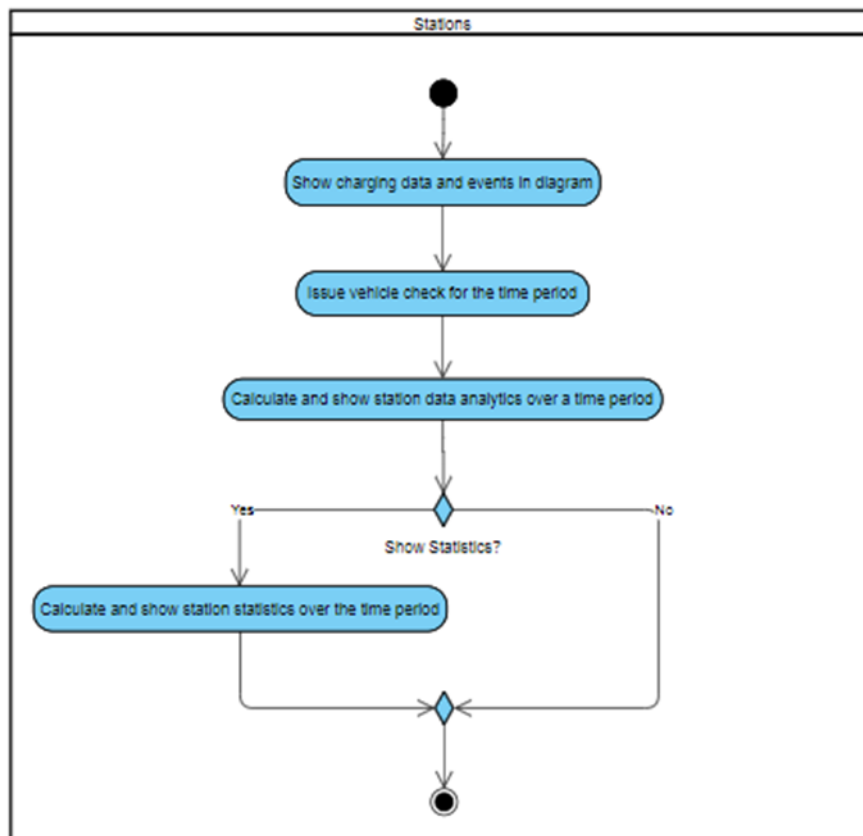 Stations
Show charging data and events in diagram
Issue vehicle check for the time period
Calculate and show station data analytics over a time period
Yes
No
Show Statistics?
Calculate and show station statistics over the time period